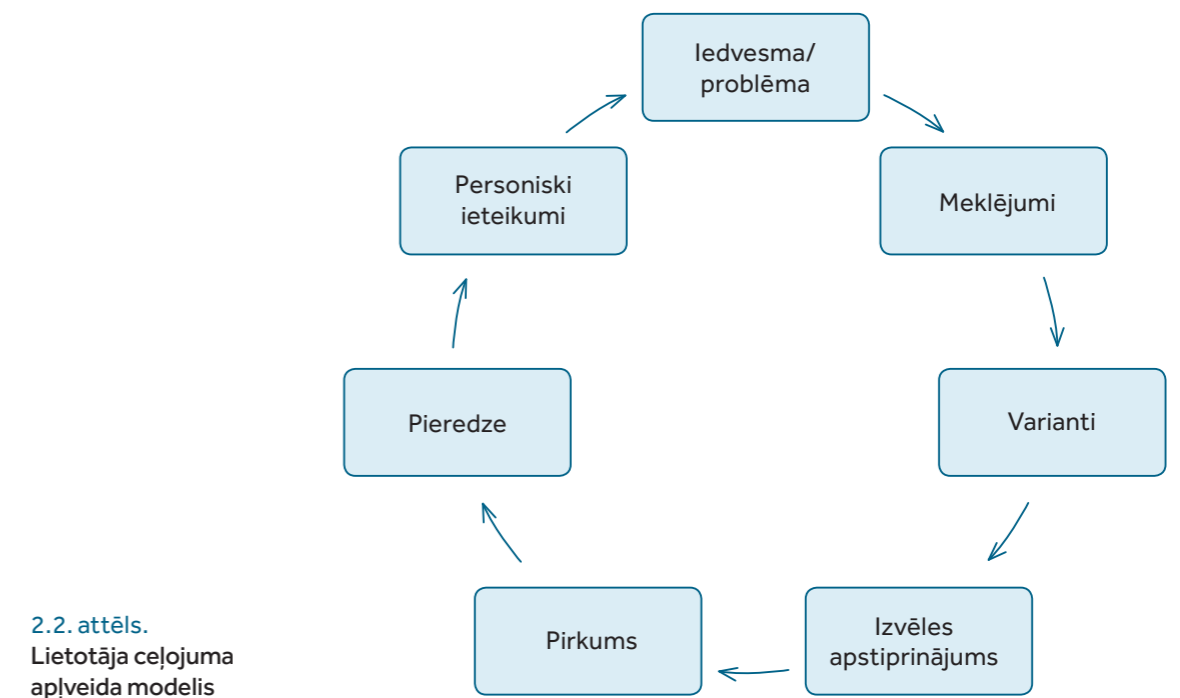 Iedvesma/
problēma
Meklējumi
Varianti
Izvēles
apstiprinājums
Pirkums
Pieredze
Personiski
ieteikumi
2.2. attēls.
Lietotāja ceļojuma
apļveida modelis